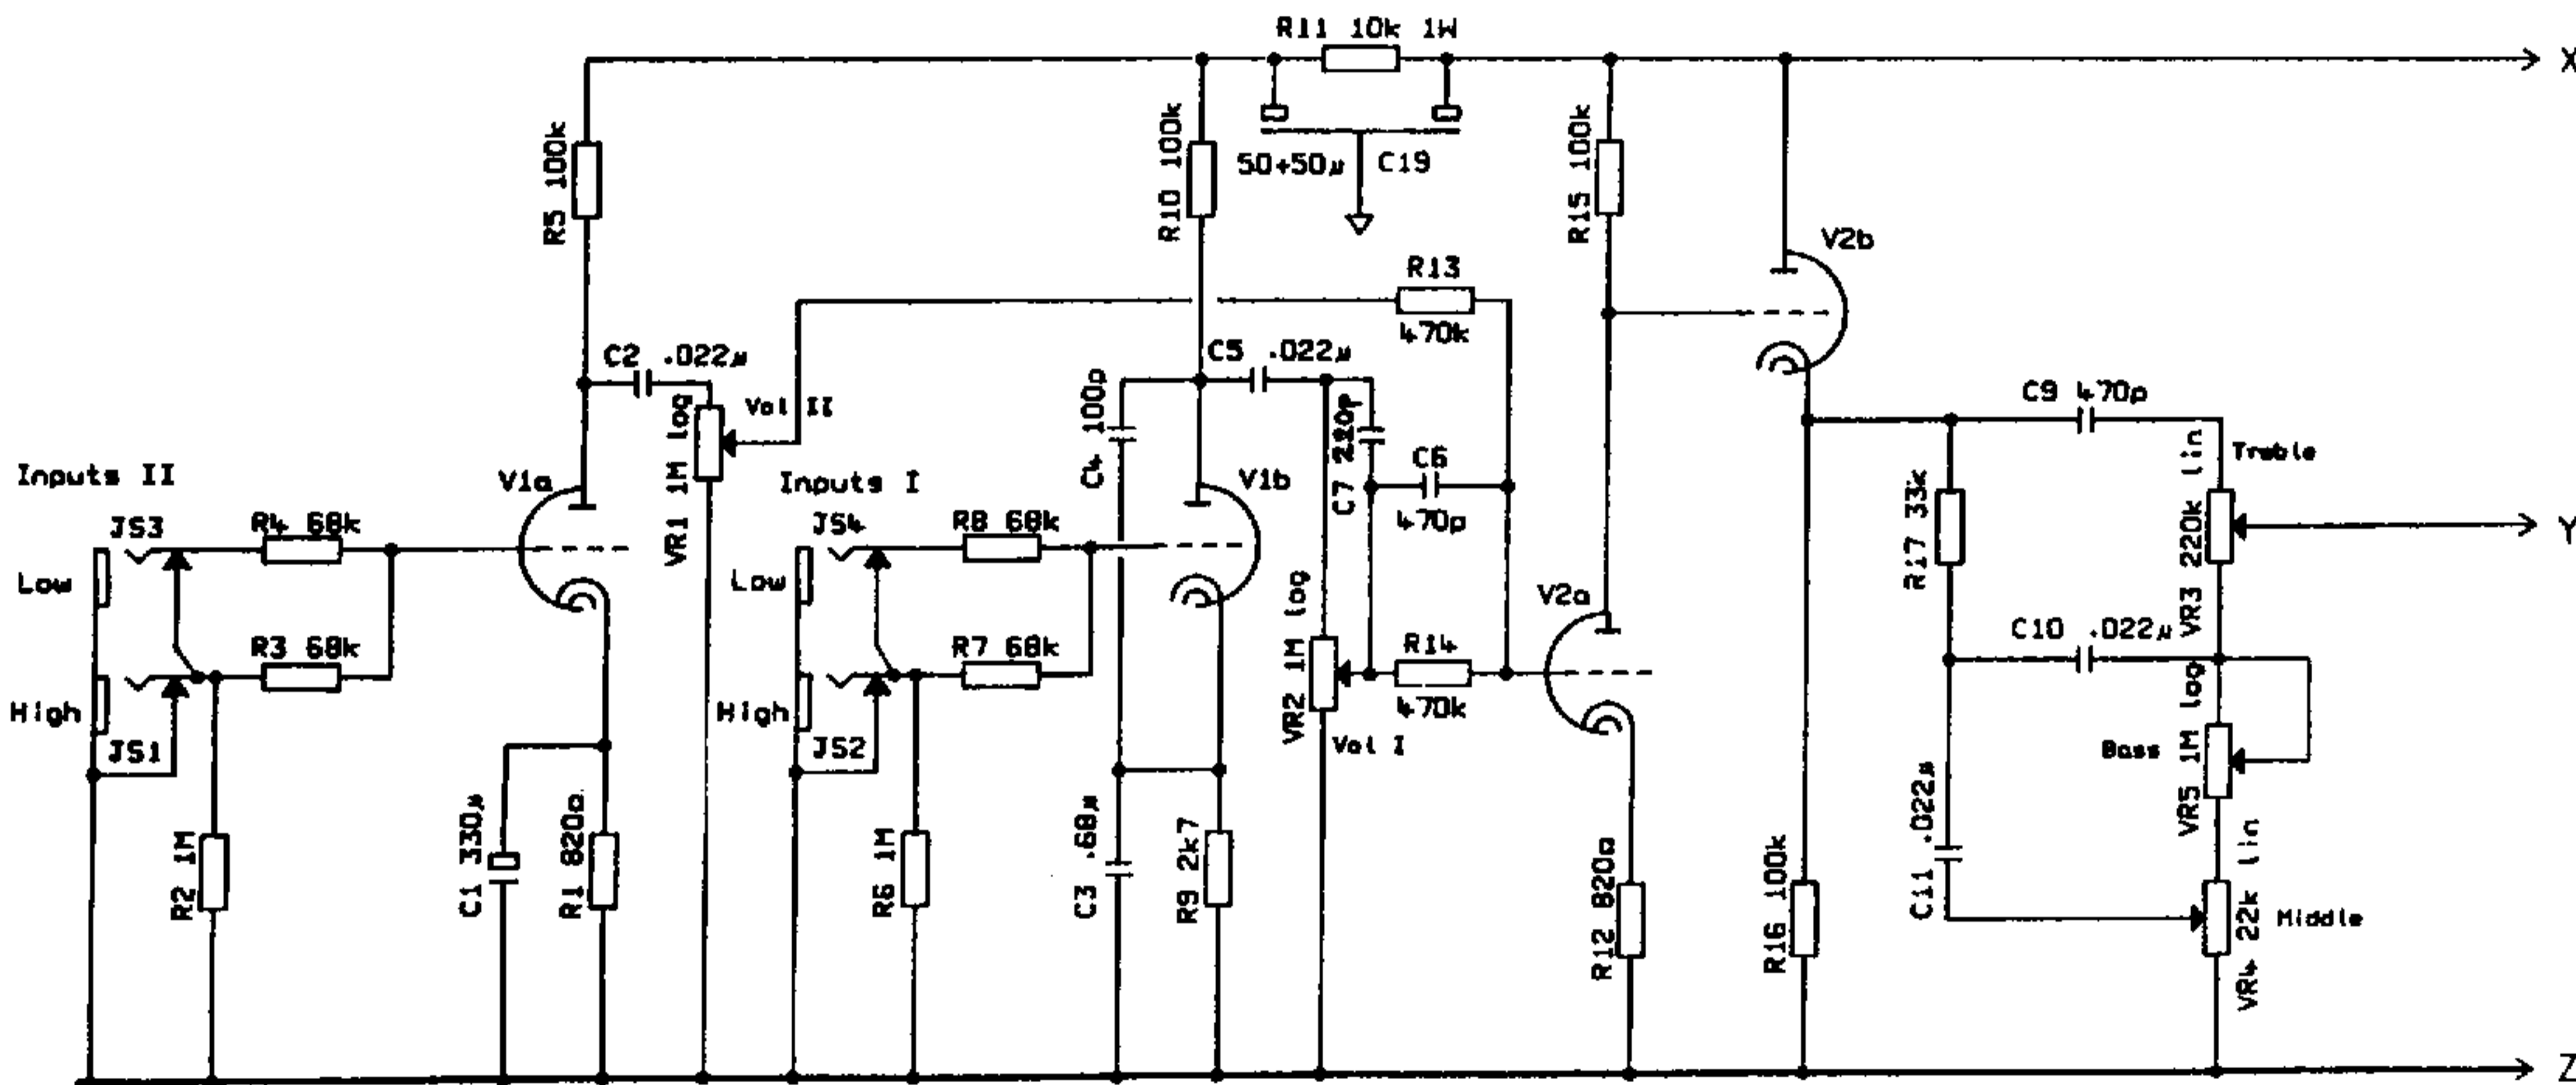 R11 10k 1W
X
R5 100k
R10 100k
50+50µ
C19
R15 100k
V2b
R13
470k
C2 .022µ
Vol II
VR1 1M log
C5 .022µ
C4 100p
C7
C6
470p
C9 470p
Treble
VR3 220k lin
Y
Inputs II
V1a
Inputs I
V1b
JS3
R4 68k
JS4
R8 68k
Low
Low
R3 68k
R7 68k
High
High
JS1
JS2
VR2 1M log
Vol I
R14
470k
V2a
R17 33k
C10 .022µ
Bass
VR5 1M log
R2 1M
C1 330µ
R1 820Ω
R6 1M
C3 .68µ
R9 2k7
R12 820Ω
R16 100k
C11 .022µ
VR4 22k lin
Middle
Z